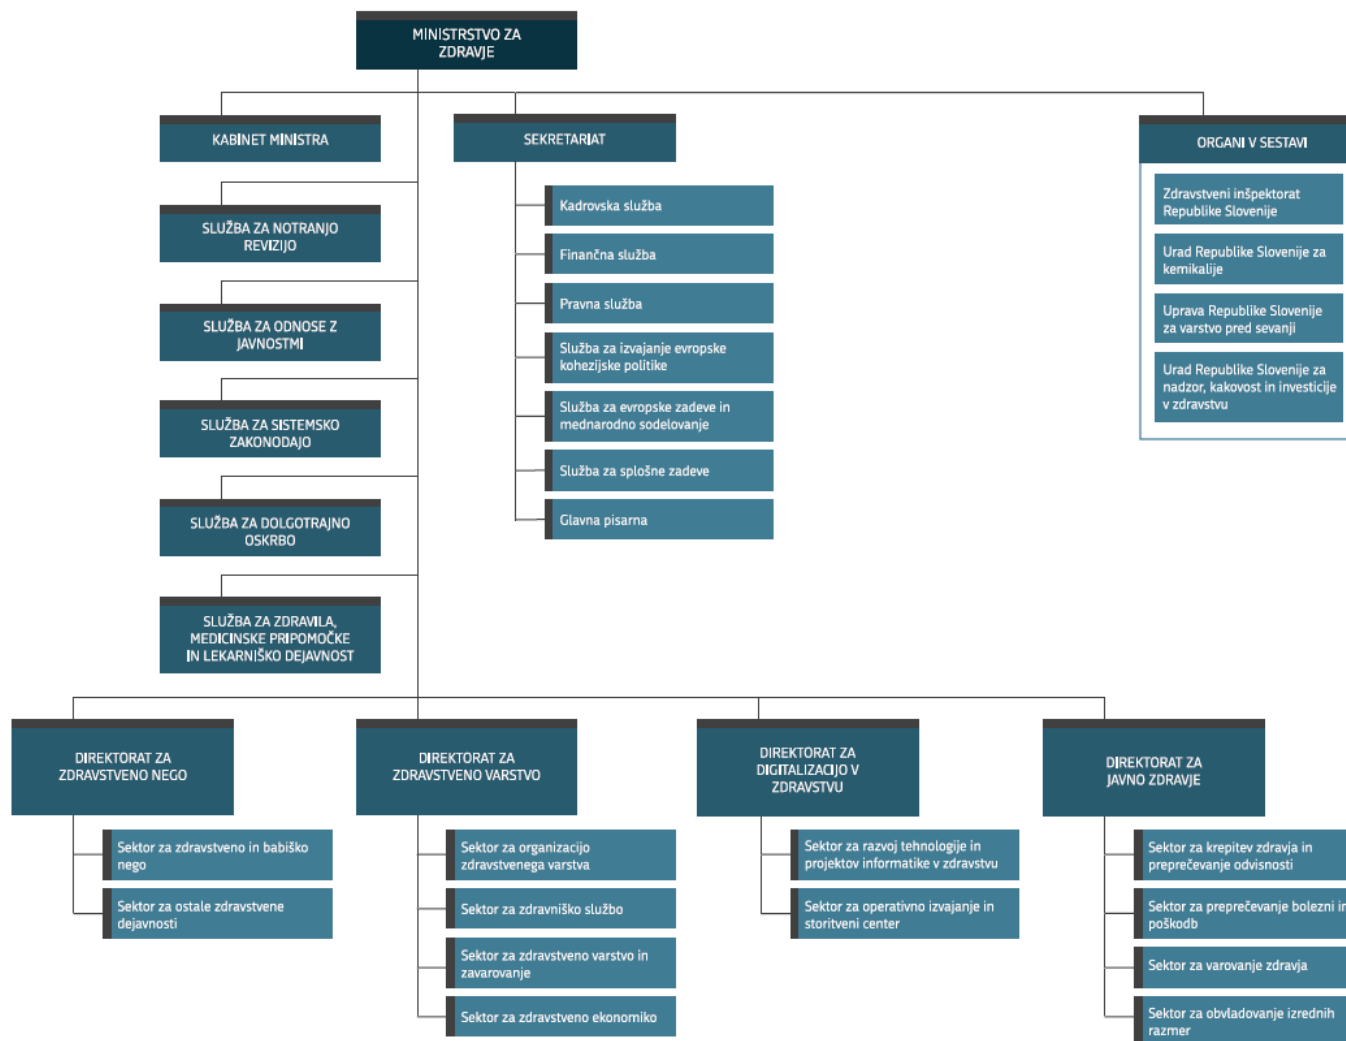 MINISTRSTVO ZA
ZDRAVJE
KABINET MINISTRA
SLUŽBA ZA NOTRANJO
REVIZIJO
SLUŽBA ZA ODNOSE Z
JAVNOSTMI
SLUŽBA ZA SISTEMSKO
ZAKONODAJO
SLUŽBA ZA DOLGOTRAJNO
OSKRBO
SLUŽBA ZA ZDRAVILA,
MEDICINSKE PRIPOMOČKE
IN LEKARNIŠKO DEJAVNOST
SEKRETARIAT
Kadrovska služba
Finančna služba
Pravna služba
Služba za izvajanje evropske
kohezijske politike
Služba za evropske zadeve in
mednarodno sodelovanje
Služba za splošne zadeve
Glavna pisarna
ORGANI V SESTAVI
Zdravstveni inšpektorat
Republike Slovenije
Urad Republike Slovenije za
kemikalije
Uprava Republike Slovenije
za varstvo pred sevanji
Urad Republike Slovenije za
nadzor, kakovost in investicije
v zdravstvu
DIREKTORAT ZA
ZDRAVSTVENO NEGO
Sektor za zdravstveno in babiško
nego
Sektor za ostale zdravstvene
dejavnosti
DIREKTORAT ZA
ZDRAVSTVENO VARSTVO
Sektor za organizacijo
zdravstvenega varstva
Sektor za zdravniško službo
Sektor za zdravstveno varstvo in
zavarovanje
Sektor za zdravstveno ekonomiko
DIREKTORAT ZA
DIGITALIZACIJO V
ZDRAVSTVU
Sektor za razvoj tehnologije in
projektov informatike v zdravstvu
Sektor za operativno izvajanje in
storitveni center
DIREKTORAT ZA
JAVNO ZDRAVJE
Sektor za krepitev zdravja in
preprečevanje odvisnosti
Sektor za preprečevanje bolezni in
poškodb
Sektor za varovanje zdravja
Sektor za obvladovanje izrednih
razmer